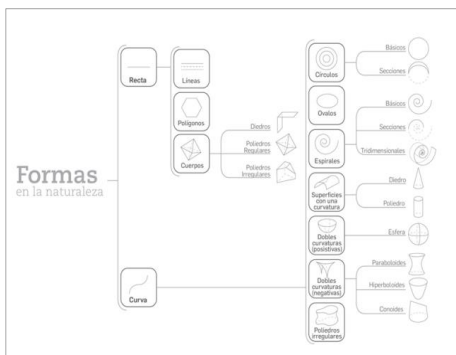 Formas
en la naturaleza
Recta
Líneas
Polígonos
Cuerpos
Diedros
Poliedros
Regulares
Poliedros
Irregulares
Curva
Círculos
Básicos
Secciones
Ovalos
Espirales
Básicos
Secciones
Tridimensionales
Superficies
con una
curvatura
Diedro
Poliedro
Dobles
curvaturas
(posistivas)
Esfera
Dobles
curvaturas
(negativas)
Paraboloides
Hiperboloides
Conoides
Poliedros
irregulares